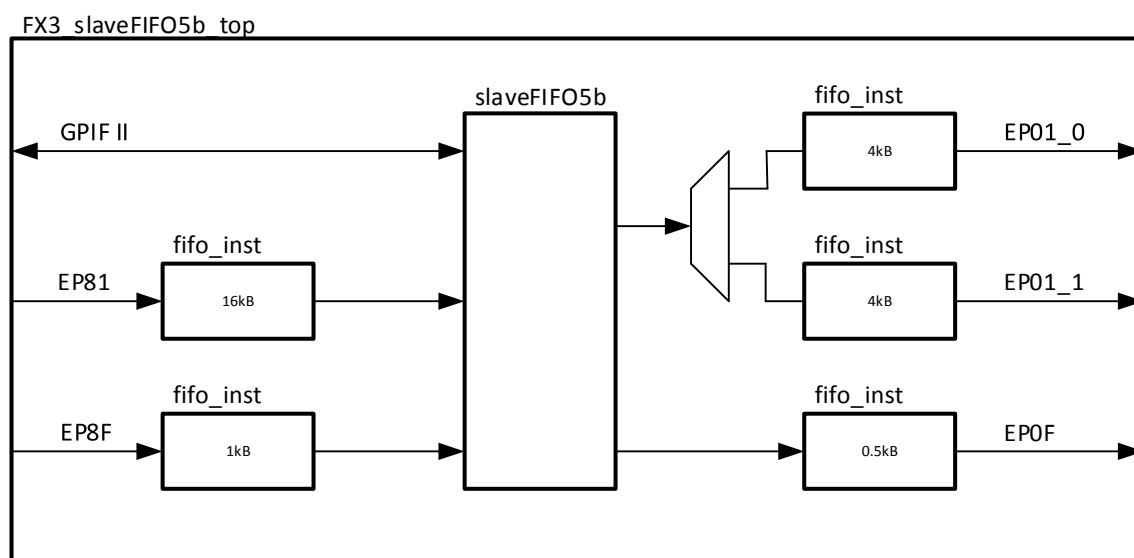 FX3_slaveFIFO5b_top
GPIF II
slaveFIFO5b
fifo_inst
4kB
EP01_0
EP81
fifo_inst
16kB
fifo_inst
4kB
EP01_1
EP8F
fifo_inst
1kB
fifo_inst
0.5kB
EP0F